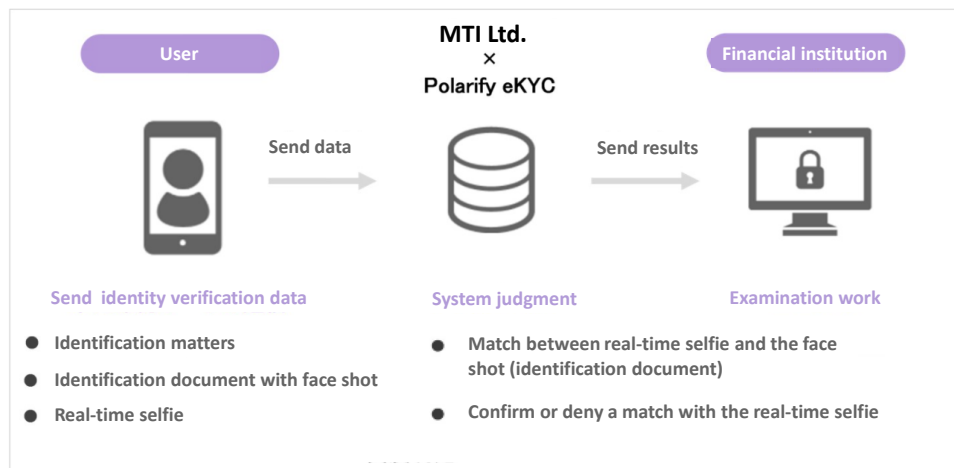 User
MTI Ltd.
×
Polarify eKYC
Financial institution
Send data
Send results
Send identity verification data
System judgment
Examination work
● Identification matters
● Identification document with face shot
● Real-time selfie
● Match between real-time selfie and the face
shot (identification document)
● Confirm or deny a match with the real-time selfie